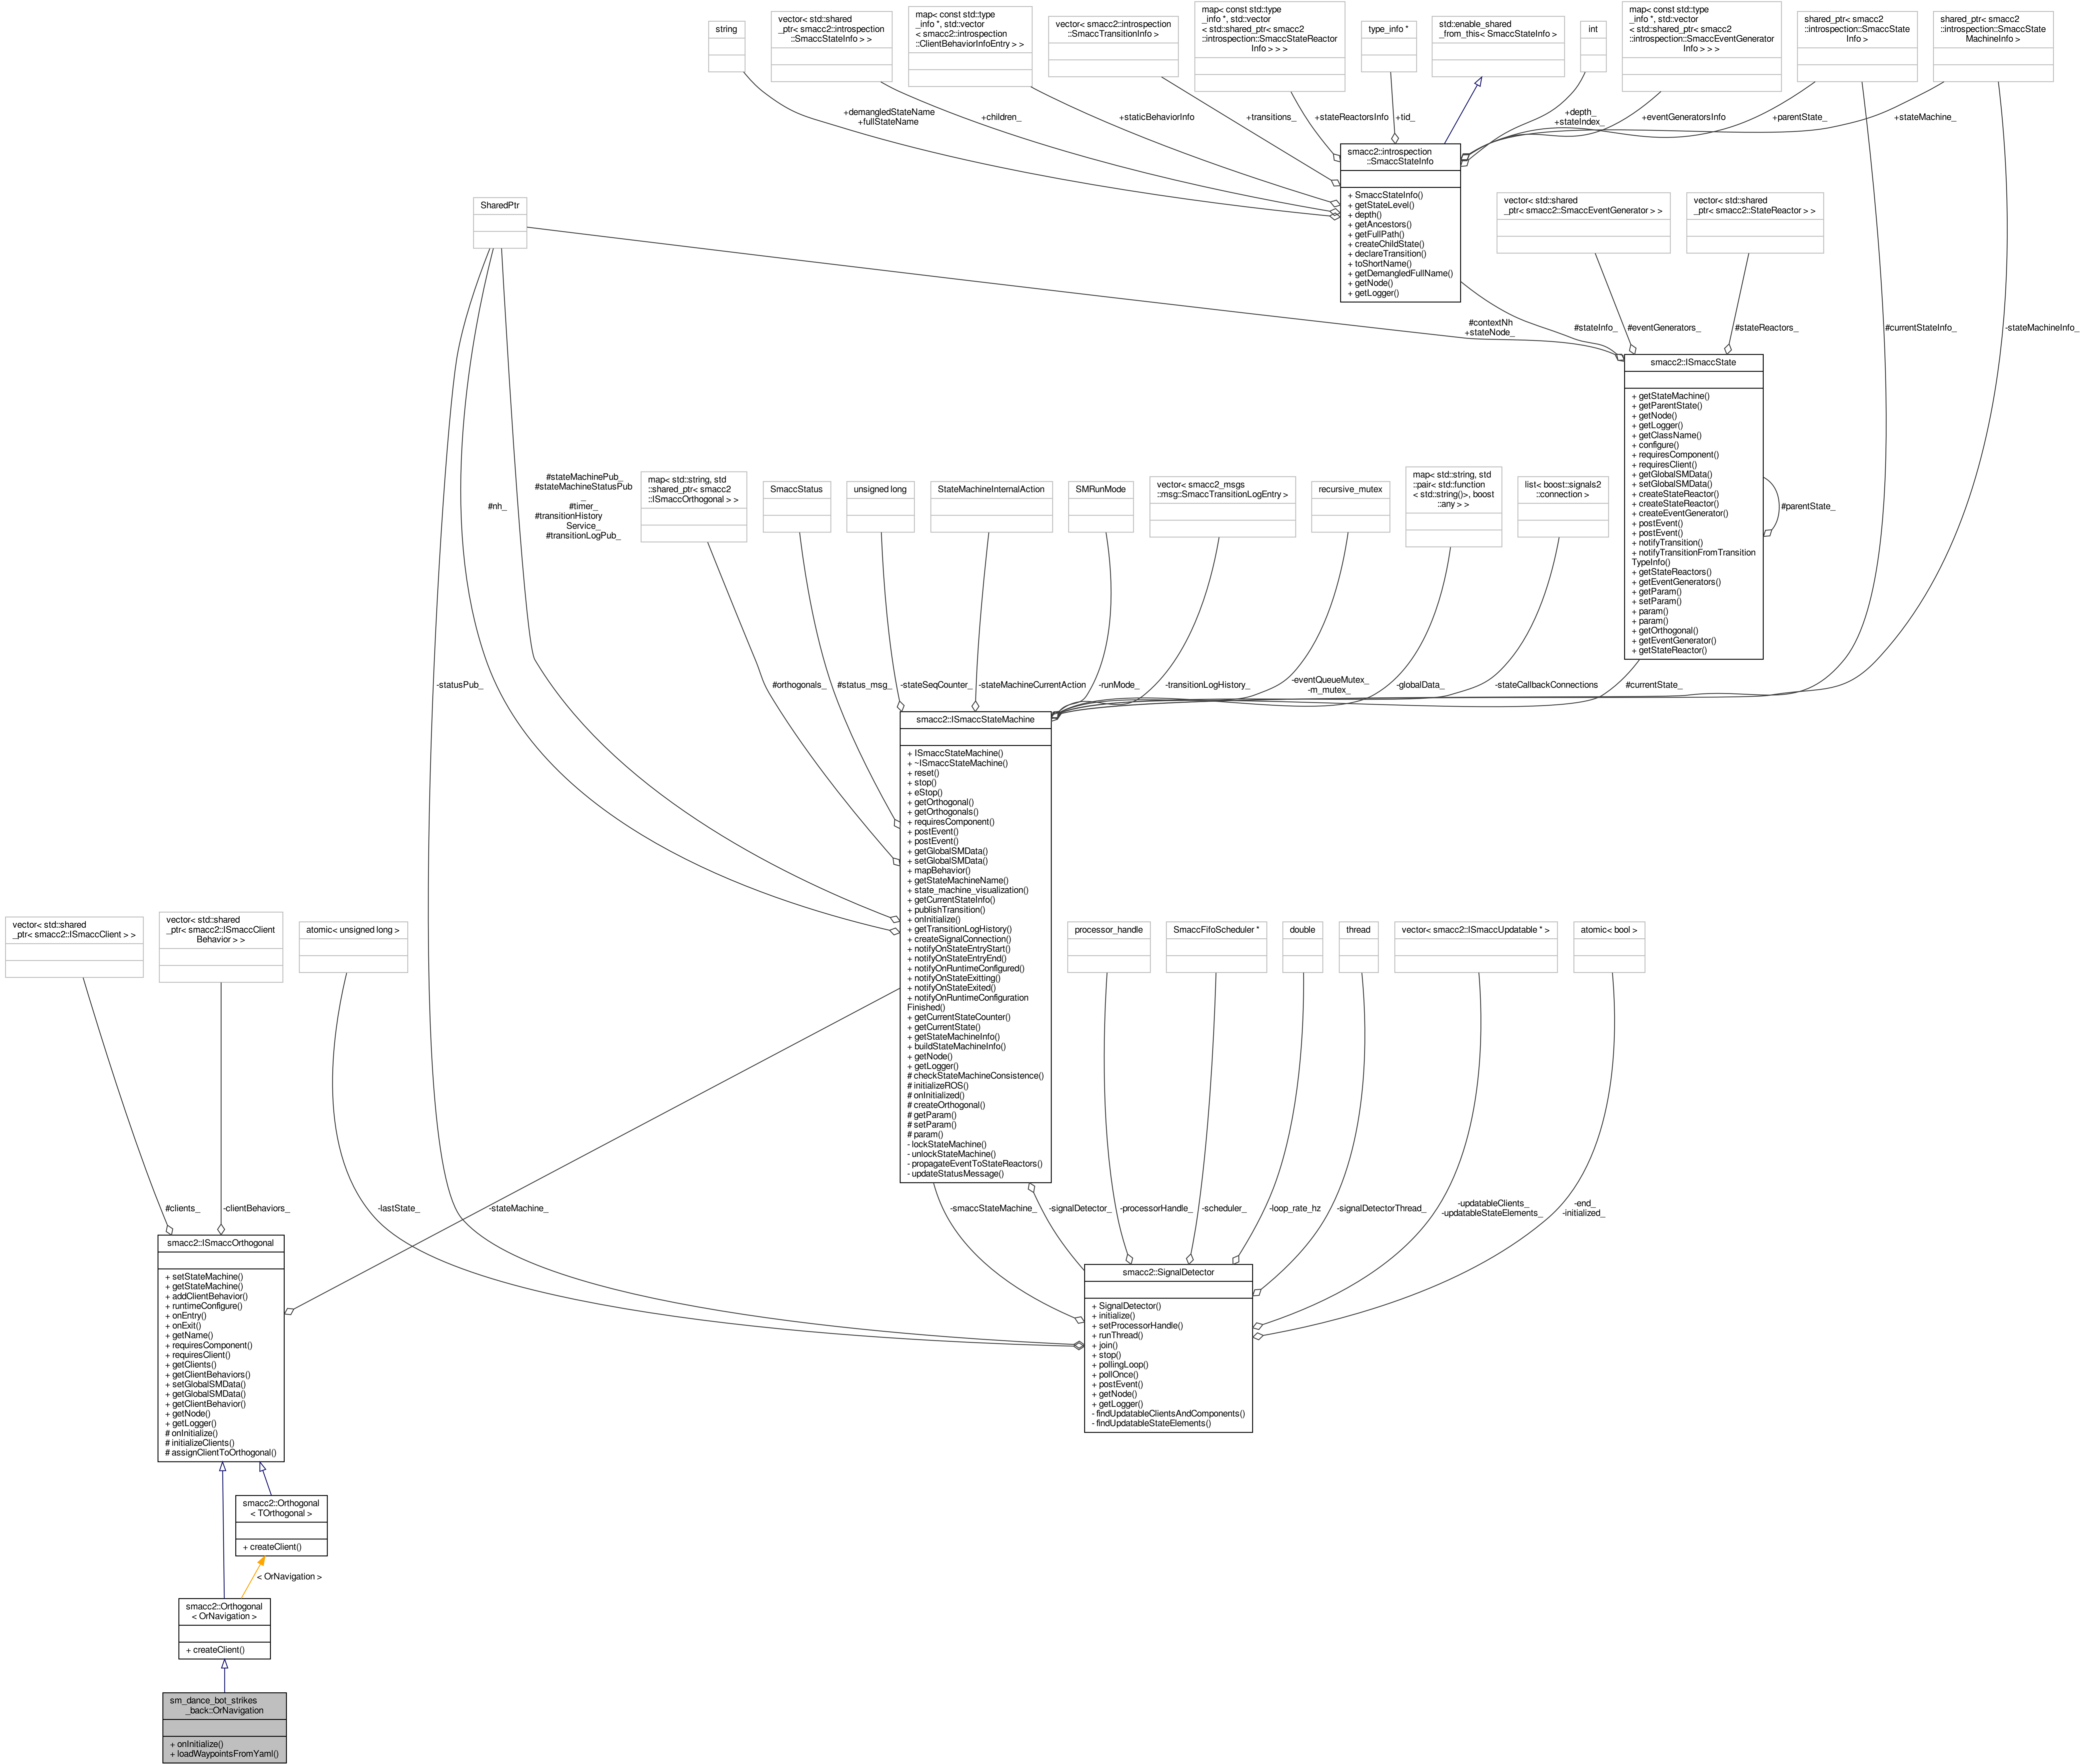 string
vector< std::shared
_ptr< smacc2::introspection
::SmaccStateInfo > >
map< const std::type
_info *, std::vector
< smacc2::introspection
::ClientBehaviorInfoEntry > >
vector< smacc2::introspection
::SmaccTransitionInfo >
map< const std::type
_info *, std::vector
< std::shared_ptr< smacc2
::introspection::SmaccStateReactor
Info > > >
type_info *
std::enable_shared
_from_this< SmaccStateInfo >
int
map< const std::type
_info *, std::vector
< std::shared_ptr< smacc2
::introspection::SmaccEventGenerator
Info > > >
shared_ptr< smacc2
::introspection::SmaccState
Info >
shared_ptr< smacc2
::introspection::SmaccState
MachineInfo >
+demangledStateName
+fullStateName
+children_
+staticBehaviorInfo
+transitions_
+stateReactorsInfo
+tid_
+depth_
+stateIndex_
+eventGeneratorsInfo
+parentState_
+stateMachine_
smacc2::introspection
::SmaccStateInfo
+ SmaccStateInfo()
+ getStateLevel()
+ depth()
+ getAncestors()
+ getFullPath()
+ createChildState()
+ declareTransition()
+ toShortName()
+ getDemangledFullName()
+ getNode()
+ getLogger()
SharedPtr
vector< std::shared
_ptr< smacc2::SmaccEventGenerator > >
vector< std::shared
_ptr< smacc2::StateReactor > >
#contextNh
+stateNode_
#stateInfo_
#eventGenerators_
#stateReactors_
#currentStateInfo_
-stateMachineInfo_
smacc2::ISmaccState
+ getStateMachine()
+ getParentState()
+ getNode()
+ getLogger()
+ getClassName()
+ configure()
+ requiresComponent()
+ requiresClient()
+ getGlobalSMData()
+ setGlobalSMData()
+ createStateReactor()
+ createStateReactor()
+ createEventGenerator()
+ postEvent()
+ postEvent()
+ notifyTransition()
+ notifyTransitionFromTransition
TypeInfo()
+ getStateReactors()
+ getEventGenerators()
+ getParam()
+ setParam()
+ param()
+ param()
+ getOrthogonal()
+ getEventGenerator()
+ getStateReactor()
#parentState_
#nh_
#stateMachinePub_
#stateMachineStatusPub
_
#timer_
#transitionHistory
Service_
#transitionLogPub_
map< std::string, std
::shared_ptr< smacc2
::ISmaccOrthogonal > >
SmaccStatus
unsigned long
StateMachineInternalAction
SMRunMode
vector< smacc2_msgs
::msg::SmaccTransitionLogEntry >
recursive_mutex
map< std::string, std
::pair< std::function
< std::string()>, boost
::any > >
list< boost::signals2
::connection >
-statusPub_
#orthogonals_
#status_msg_
-stateSeqCounter_
-stateMachineCurrentAction
-runMode_
-transitionLogHistory_
-eventQueueMutex_
-m_mutex_
-globalData_
-stateCallbackConnections
#currentState_
smacc2::ISmaccStateMachine
+ ISmaccStateMachine()
+ ~ISmaccStateMachine()
+ reset()
+ stop()
+ eStop()
+ getOrthogonal()
+ getOrthogonals()
+ requiresComponent()
+ postEvent()
+ postEvent()
+ getGlobalSMData()
+ setGlobalSMData()
+ mapBehavior()
+ getStateMachineName()
+ state_machine_visualization()
+ getCurrentStateInfo()
+ publishTransition()
+ onInitialize()
+ getTransitionLogHistory()
+ createSignalConnection()
+ notifyOnStateEntryStart()
+ notifyOnStateEntryEnd()
+ notifyOnRuntimeConfigured()
+ notifyOnStateExitting()
+ notifyOnStateExited()
+ notifyOnRuntimeConfiguration
Finished()
+ getCurrentStateCounter()
+ getCurrentState()
+ getStateMachineInfo()
+ buildStateMachineInfo()
+ getNode()
+ getLogger()
# checkStateMachineConsistence()
# initializeROS()
# onInitialized()
# createOrthogonal()
# getParam()
# setParam()
# param()
- lockStateMachine()
- unlockStateMachine()
- propagateEventToStateReactors()
- updateStatusMessage()
vector< std::shared
_ptr< smacc2::ISmaccClient > >
vector< std::shared
_ptr< smacc2::ISmaccClient
Behavior > >
atomic< unsigned long >
processor_handle
SmaccFifoScheduler *
double
thread
vector< smacc2::ISmaccUpdatable * >
atomic< bool >
#clients_
-clientBehaviors_
-lastState_
-stateMachine_
-smaccStateMachine_
-signalDetector_
-processorHandle_
-scheduler_
-loop_rate_hz
-signalDetectorThread_
-updatableClients_
-updatableStateElements_
-end_
-initialized_
smacc2::ISmaccOrthogonal
+ setStateMachine()
+ getStateMachine()
+ addClientBehavior()
+ runtimeConfigure()
+ onEntry()
+ onExit()
+ getName()
+ requiresComponent()
+ requiresClient()
+ getClients()
+ getClientBehaviors()
+ setGlobalSMData()
+ getGlobalSMData()
+ getClientBehavior()
+ getNode()
+ getLogger()
# onInitialize()
# initializeClients()
# assignClientToOrthogonal()
smacc2::SignalDetector
+ SignalDetector()
+ initialize()
+ setProcessorHandle()
+ runThread()
+ join()
+ stop()
+ pollingLoop()
+ pollOnce()
+ postEvent()
+ getNode()
+ getLogger()
- findUpdatableClientsAndComponents()
- findUpdatableStateElements()
smacc2::Orthogonal
< TOrthogonal >
+ createClient()
< OrNavigation >
smacc2::Orthogonal
< OrNavigation >
+ createClient()
sm_dance_bot_strikes
_back::OrNavigation
+ onInitialize()
+ loadWaypointsFromYaml()